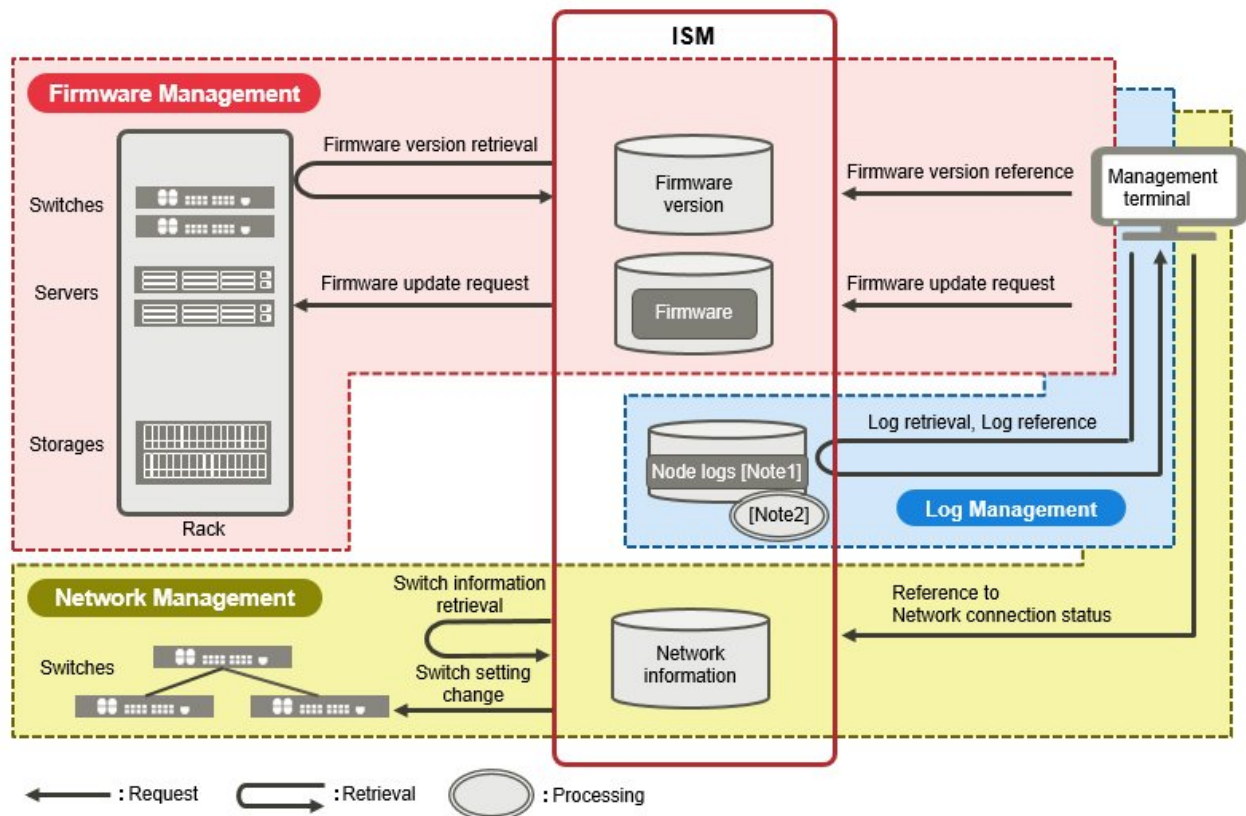 ISM
Firmware Management
Firmware version retrieval
Firmware version reference
Firmware
version
Management
terminal
Switches
Servers
Firmware update request
Firmware update request
Firmware
Storages
Rack
Log retrieval, Log reference
Node logs [Note1]
[Note2]
Log Management
Network Management
Switch information
retrieval
Reference to
Network connection status
Switches
Network
information
Switch setting
change
: Request
: Retrieval
: Processing